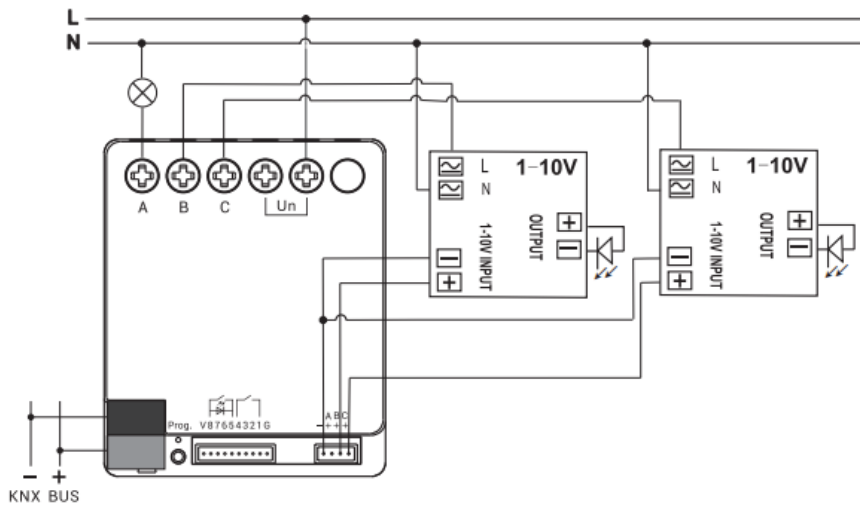 L
N
L 1–10V
N
1-10V INPUT
OUTPUT
+
−
−
+
L 1–10V
N
1-10V INPUT
OUTPUT
+
−
−
+
A B C Un
Prog. V87654321G
A B C
− + + +
− +
KNX BUS